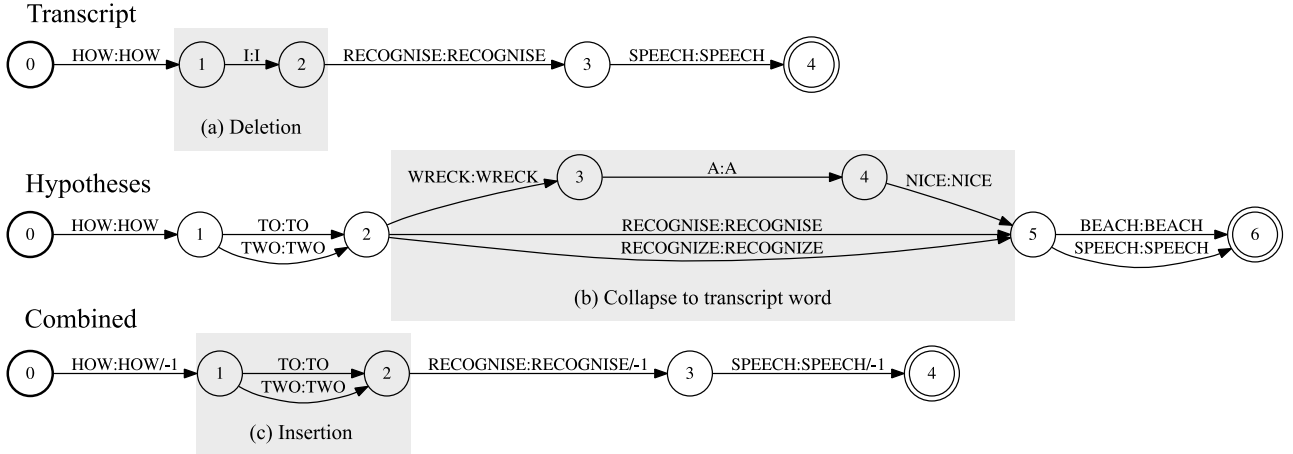 Transcript
0 HOW:HOW 1 I:I 2 RECOGNISE:RECOGNISE 3 SPEECH:SPEECH 4
(a) Deletion
Hypotheses
WRECK:WRECK 3 A:A 4 NICE:NICE
0 HOW:HOW 1 TO:TO 2 RECOGNISE:RECOGNISE 5 BEACH:BEACH 6
TWO:TWO RECOGNIZE:RECOGNIZE SPEECH:SPEECH
(b) Collapse to transcript word
Combined
0 HOW:HOW/-1 1 TO:TO 2 RECOGNISE:RECOGNISE/-1 3 SPEECH:SPEECH/-1 4
TWO:TWO
(c) Insertion